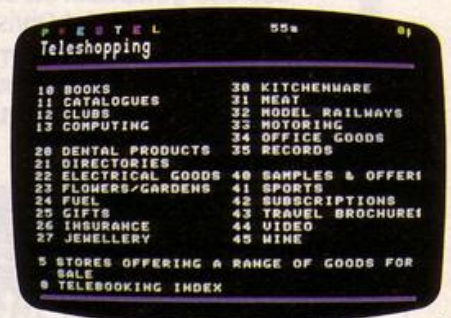 PRESTEL 55a 0p
Teleshopping
10 BOOKS
11 CATALOGUES
12 CLUBS
13 COMPUTING
20 DENTAL PRODUCTS
21 DIRECTORIES
22 ELECTRICAL GOODS
23 FLOWERS/GARDENS
24 FUEL
25 GIFTS
26 INSURANCE
27 JEWELLERY
30 KITCHENWARE
31 MEAT
32 MODEL RAILWAYS
33 MOTORING
34 OFFICE GOODS
35 RECORDS
40 SAMPLES & OFFERS
41 SPORTS
42 SUBSCRIPTIONS
43 TRAVEL BROCHURES
44 VIDEO
45 WINE
5 STORES OFFERING A RANGE OF GOODS FOR
SALE
0 TELEBOOKING INDEX